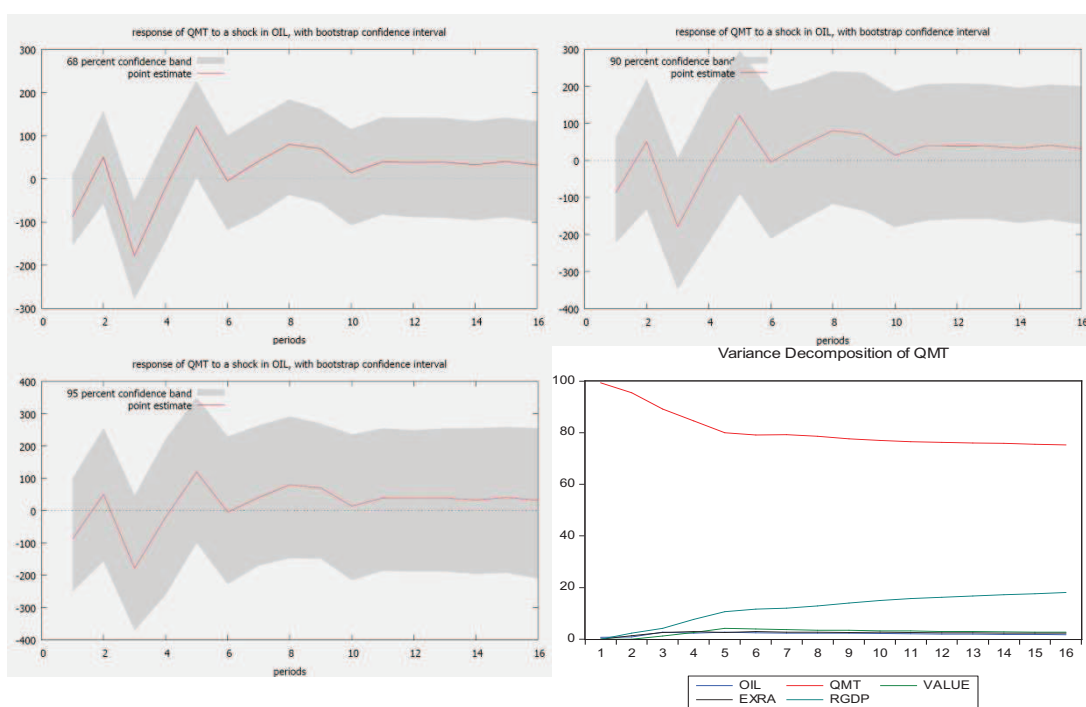 response of QMT to a shock in OIL, with bootstrap confidence interval
300
200
100
0
-100
-200
-300
68 percent confidence band
point estimate
0 2 4 6 8 10 12 14 16
periods
response of QMT to a shock in OIL, with bootstrap confidence interval
300
200
100
0
-100
-200
-300
-400
90 percent confidence band
point estimate
0 2 4 6 8 10 12 14 16
periods
response of QMT to a shock in OIL, with bootstrap confidence interval
400
300
200
100
0
-100
-200
-300
-400
95 percent confidence band
point estimate
0 2 4 6 8 10 12 14 16
periods
Variance Decomposition of QMT
100
80
60
40
20
0
1 2 3 4 5 6 7 8 9 10 11 12 13 14 15 16
OIL QMT VALUE
EXRA RGDP